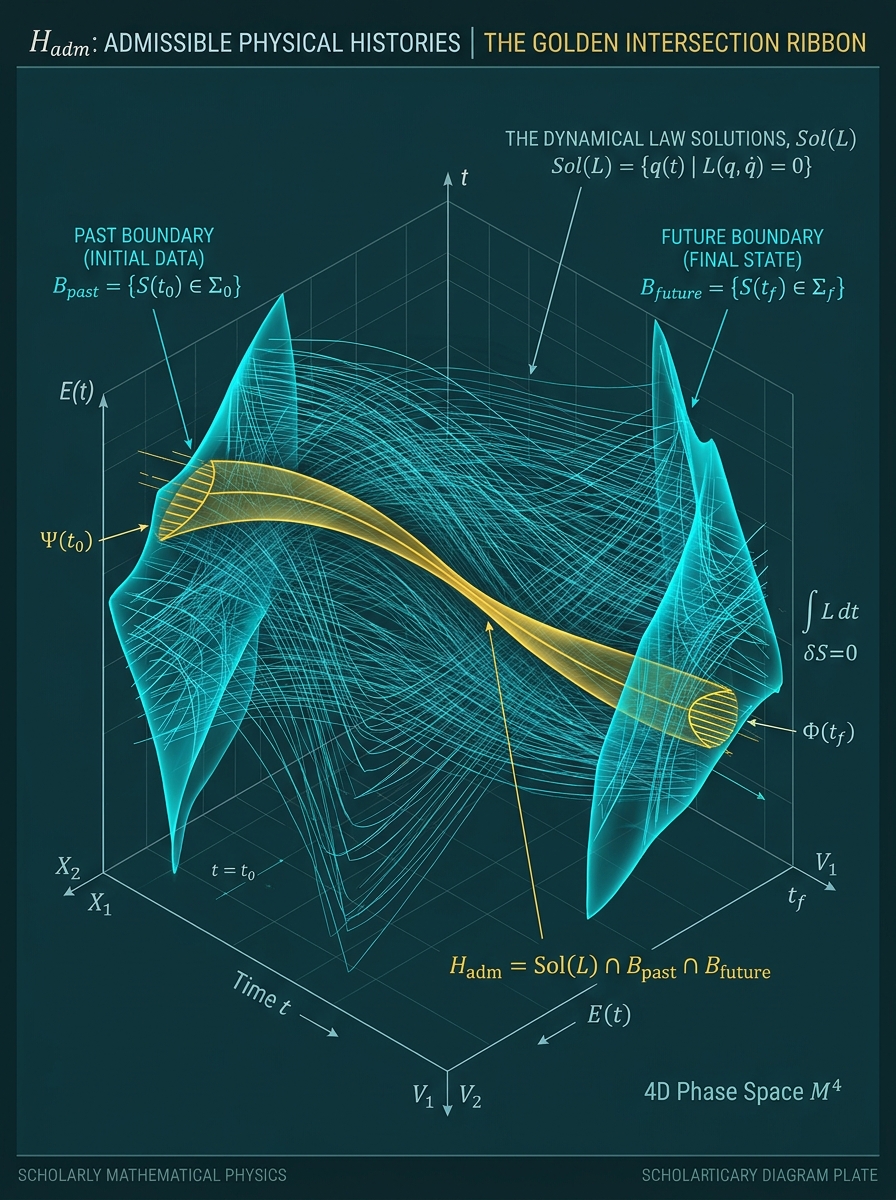 H_adm: ADMISSIBLE PHYSICAL HISTORIES | THE GOLDEN INTERSECTION RIBBON
THE DYNAMICAL LAW SOLUTIONS, Sol(L)
Sol(L) = {q(t) | L(q, q̇) = 0}
t
PAST BOUNDARY
(INITIAL DATA)
B_past = {S(t₀) ∈ Σ₀}
FUTURE BOUNDARY
(FINAL STATE)
B_future = {S(t_f) ∈ Σ_f}
E(t)
Ψ(t₀)
∫ L dt
δS=0
Φ(t_f)
X₂
X₁
t = t₀
V₁
t_f
Time t
H_adm = Sol(L) ∩ B_past ∩ B_future
E(t)
V₁
V₂
4D Phase Space M⁴
SCHOLARLY MATHEMATICAL PHYSICS
SCHOLARTICARY DIAGRAM PLATE